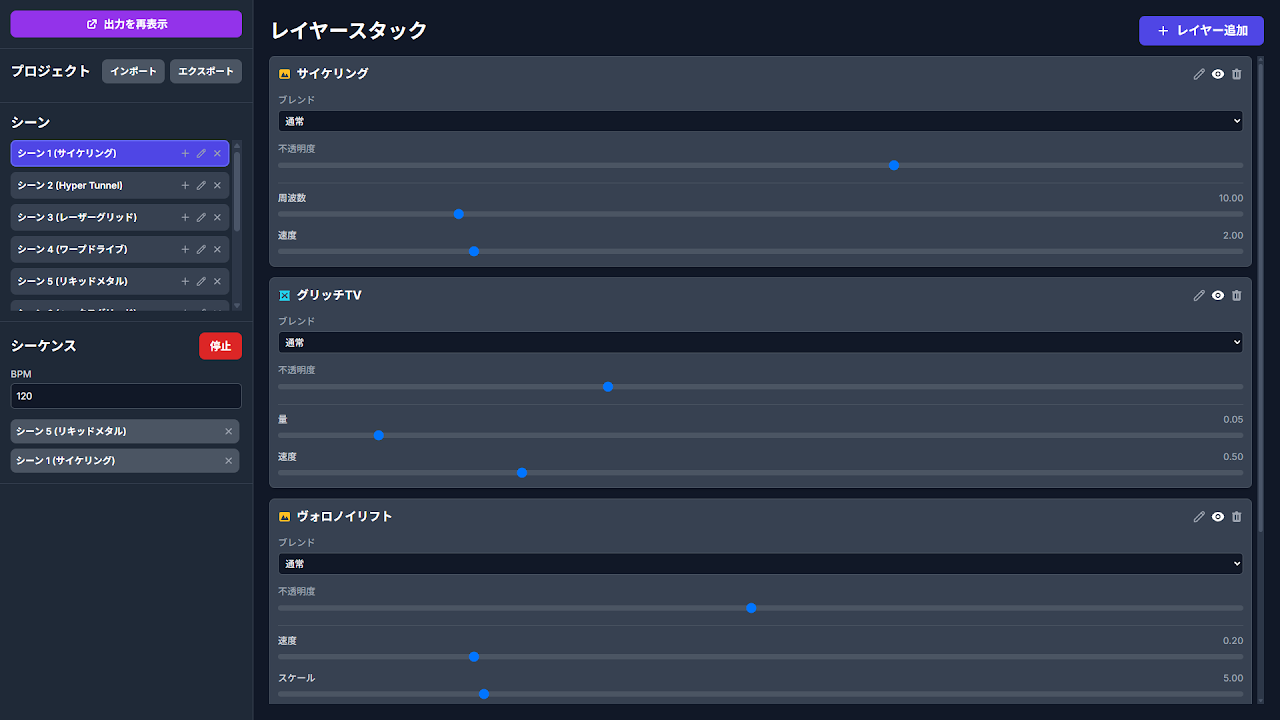 出力を再表示
プロジェクト インポート エクスポート
シーン
シーン 1 (サイケリング)
シーン 2 (Hyper Tunnel)
シーン 3 (レーザーグリッド)
シーン 4 (ワープドライブ)
シーン 5 (リキッドメタル)
シーケンス 停止
BPM
120
シーン 5 (リキッドメタル)
シーン 1 (サイケリング)
レイヤースタック
レイヤー追加
サイケリング
ブレンド
通常
不透明度
周波数 10.00
速度 2.00
グリッチTV
ブレンド
通常
不透明度
量 0.05
速度 0.50
ヴォロノイリフト
ブレンド
通常
不透明度
速度 0.20
スケール 5.00